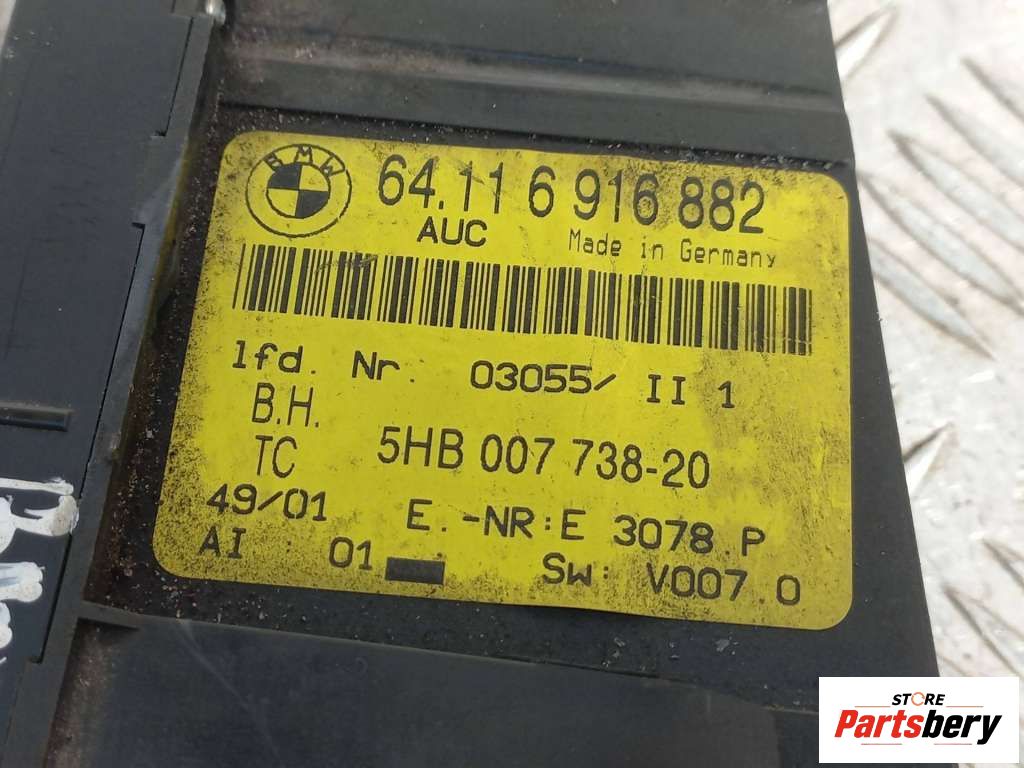 BMW
64.11 6 916 882
AUC Made in Germany
lfd. Nr. 03055/ II 1
B.H.
TC 5HB 007 738-20
49/01 E.-NR:E 3078.P
AI : 01 Sw: V007.0
STORE
Partsbery